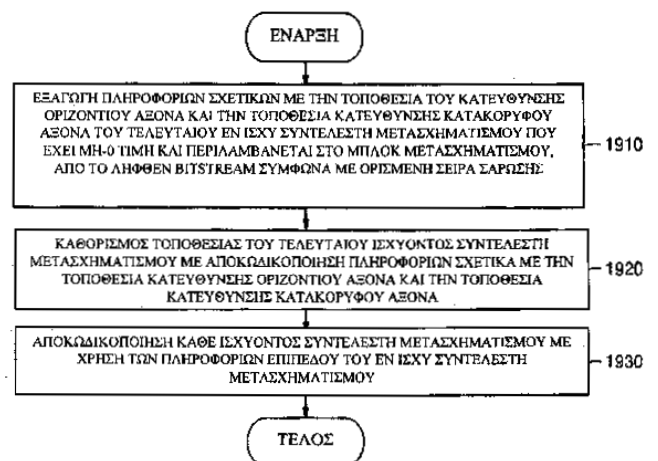 ΕΝΑΡΞΗ
ΕΞΑΓΩΓΗ ΠΛΗΡΟΦΟΡΙΩΝ ΣΧΕΤΙΚΩΝ ΜΕ ΤΗΝ ΤΟΠΟΘΕΣΙΑ ΤΟΥ ΚΑΤΕΥΘΥΝΣΗΣ
ΟΡΙΖΟΝΤΙΟΥ ΑΞΟΝΑ ΚΑΙ ΤΗΝ ΤΟΠΟΘΕΣΙΑ ΚΑΤΕΥΘΥΝΣΗΣ ΚΑΤΑΚΟΡΥΦΟΥ
ΑΞΟΝΑ ΤΟΥ ΤΕΛΕΥΤΑΙΟΥ ΕΝ ΙΣΧΥ ΣΥΝΤΕΛΕΣΤΗ ΜΕΤΑΣΧΗΜΑΤΙΣΜΟΥ ΠΟΥ
ΕΧΕΙ ΜΗ-0 ΤΙΜΗ ΚΑΙ ΠΕΡΙΛΑΜΒΑΝΕΤΑΙ ΣΤΟ ΜΠΛΟΚ ΜΕΤΑΣΧΗΜΑΤΙΣΜΟΥ,
ΑΠΟ ΤΟ ΛΗΦΘΕΝ BITSTREAM ΣΥΜΦΩΝΑ ΜΕ ΟΡΙΣΜΕΝΗ ΣΕΙΡΑ ΣΑΡΩΣΗΣ
1910
ΚΑΘΟΡΙΣΜΟΣ ΤΟΠΟΘΕΣΙΑΣ ΤΟΥ ΤΕΛΕΥΤΑΙΟΥ ΙΣΧΥΟΝΤΟΣ ΣΥΝΤΕΛΕΣΤΗ
ΜΕΤΑΣΧΗΜΑΤΙΣΜΟΥ ΜΕ ΑΠΟΚΩΔΙΚΟΠΟΙΗΣΗ ΠΛΗΡΟΦΟΡΙΩΝ ΣΧΕΤΙΚΑ ΜΕ ΤΗΝ
ΤΟΠΟΘΕΣΙΑ ΚΑΤΕΥΘΥΝΣΗΣ ΟΡΙΖΟΝΤΙΟΥ ΑΞΟΝΑ ΚΑΙ ΤΗΝ ΤΟΠΟΘΕΣΙΑ
ΚΑΤΕΥΘΥΝΣΗΣ ΚΑΤΑΚΟΡΥΦΟΥ ΑΞΟΝΑ
1920
ΑΠΟΚΩΔΙΚΟΠΟΙΗΣΗ ΚΑΘΕ ΙΣΧΥΟΝΤΟΣ ΣΥΝΤΕΛΕΣΤΗ ΜΕΤΑΣΧΗΜΑΤΙΣΜΟΥ ΜΕ
ΧΡΗΣΗ ΤΩΝ ΠΛΗΡΟΦΟΡΙΩΝ ΕΠΙΠΕΔΟΥ ΤΟΥ ΕΝ ΙΣΧΥ ΣΥΝΤΕΛΕΣΤΗ
ΜΕΤΑΣΧΗΜΑΤΙΣΜΟΥ
1930
ΤΕΛΟΣ